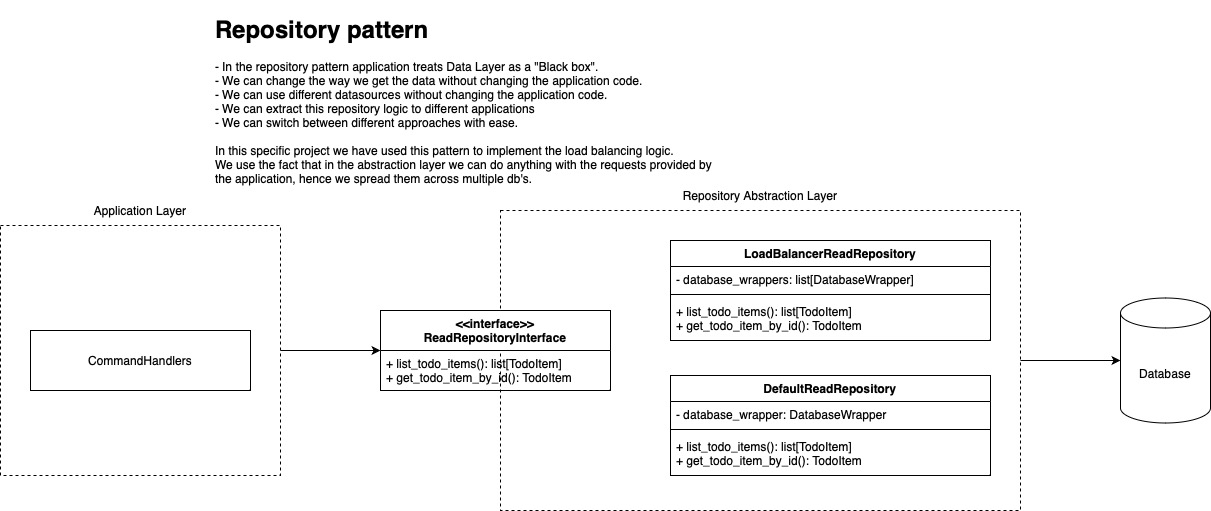 Repository pattern
- In the repository pattern application treats Data Layer as a "Black box".
- We can change the way we get the data without changing the application code.
- We can use different datasources without changing the application code.
- We can extract this repository logic to different applications
- We can switch between different approaches with ease.
In this specific project we have used this pattern to implement the load balancing logic.
We use the fact that in the abstraction layer we can do anything with the requests provided by
the application, hence we spread them across multiple db's.
Application Layer
CommandHandlers
<<interface>>
ReadRepositoryInterface
+ list_todo_items(): list[TodoItem]
+ get_todo_item_by_id(): TodoItem
Repository Abstraction Layer
LoadBalancerReadRepository
- database_wrappers: list[DatabaseWrapper]
+ list_todo_items(): list[TodoItem]
+ get_todo_item_by_id(): TodoItem
DefaultReadRepository
- database_wrapper: DatabaseWrapper
+ list_todo_items(): list[TodoItem]
+ get_todo_item_by_id(): TodoItem
Database